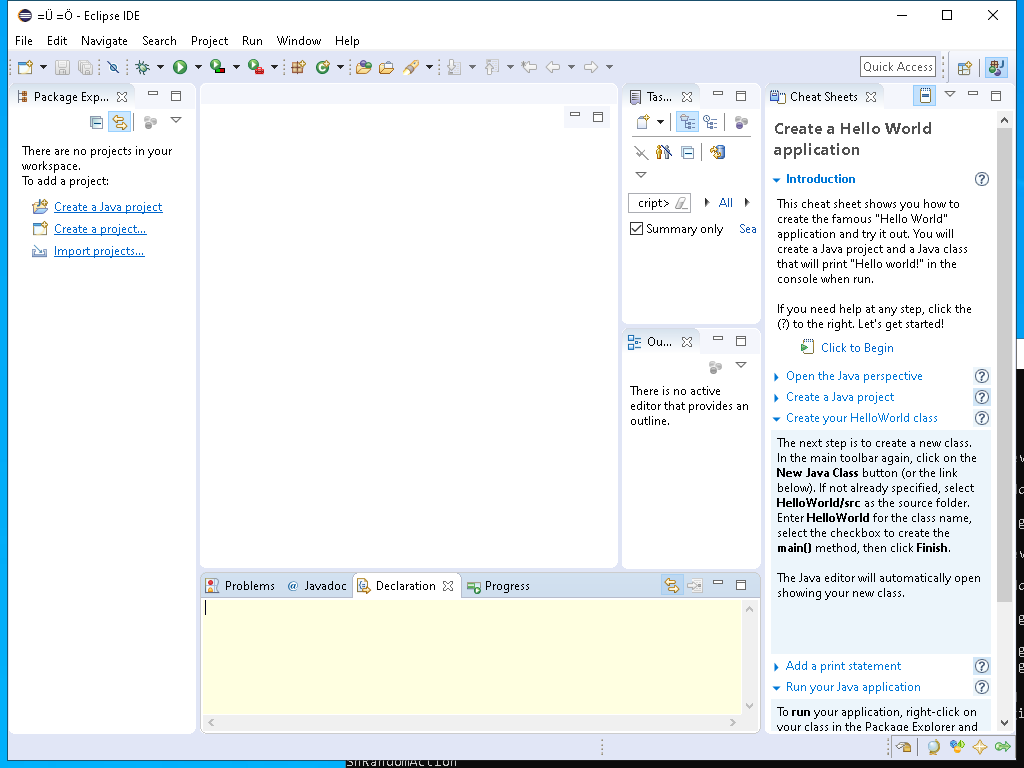 =Ü =Ö - Eclipse IDE
File Edit Navigate Search Project Run Window Help
Quick Access
Package Exp...
There are no projects in your
workspace.
To add a project:
Create a Java project
Create a project...
Import projects...
Tas...
cript>
All
Summary only
Sea
Ou...
There is no active
editor that provides an
outline.
Problems
@ Javadoc
Declaration
Progress
Cheat Sheets
Create a Hello World
application
Introduction
This cheat sheet shows you how to
create the famous "Hello World"
application and try it out. You will
create a Java project and a Java class
that will print "Hello world!" in the
console when run.
If you need help at any step, click the
(?) to the right. Let's get started!
Click to Begin
Open the Java perspective
Create a Java project
Create your HelloWorld class
The next step is to create a new class.
In the main toolbar again, click on the
New Java Class button (or the link
below). If not already specified, select
HelloWorld/src as the source folder.
Enter HelloWorld for the class name,
select the checkbox to create the
main() method, then click Finish.
The Java editor will automatically open
showing your new class.
Add a print statement
Run your Java application
To run your application, right-click on
your class in the Package Explorer and
ShRandomAction